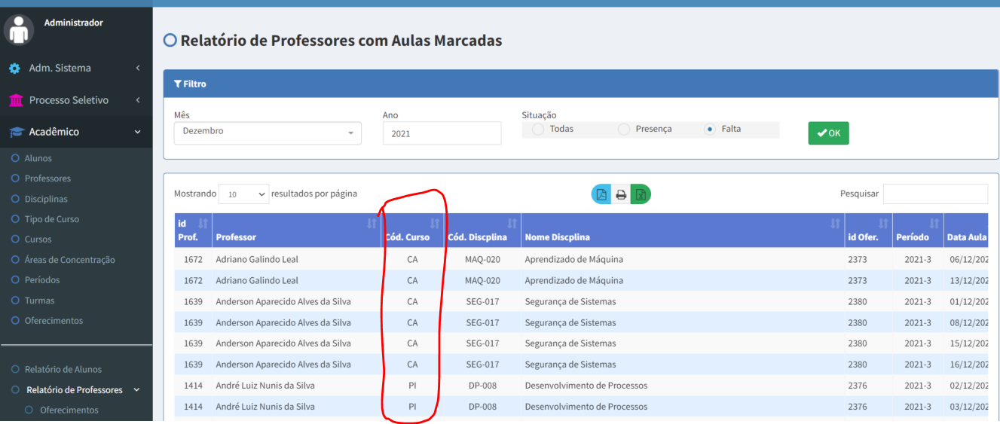 Administrador
Relatório de Professores com Aulas Marcadas
Adm. Sistema
Processo Seletivo
Acadêmico
Alunos
Professores
Disciplinas
Tipo de Curso
Cursos
Áreas de Concentração
Períodos
Turmas
Oferecimentos
Relatório de Alunos
Relatório de Professores
Oferecimentos
Filtro
Mês Ano Situação
Dezembro 2021 Todas Presença Falta OK
Mostrando 10 resultados por página Pesquisar
id Prof. Professor Cód. Curso Cód. Discplina Nome Discplina id Ofer. Período Data Aula
1672 Adriano Galindo Leal CA MAQ-020 Aprendizado de Máquina 2373 2021-3 06/12/202
1672 Adriano Galindo Leal CA MAQ-020 Aprendizado de Máquina 2373 2021-3 13/12/202
1639 Anderson Aparecido Alves da Silva CA SEG-017 Segurança de Sistemas 2380 2021-3 01/12/202
1639 Anderson Aparecido Alves da Silva CA SEG-017 Segurança de Sistemas 2380 2021-3 08/12/202
1639 Anderson Aparecido Alves da Silva CA SEG-017 Segurança de Sistemas 2380 2021-3 15/12/202
1639 Anderson Aparecido Alves da Silva CA SEG-017 Segurança de Sistemas 2380 2021-3 16/12/202
1414 André Luiz Nunis da Silva PI DP-008 Desenvolvimento de Processos 2376 2021-3 02/12/202
1414 André Luiz Nunis da Silva PI DP-008 Desenvolvimento de Processos 2376 2021-3 03/12/202